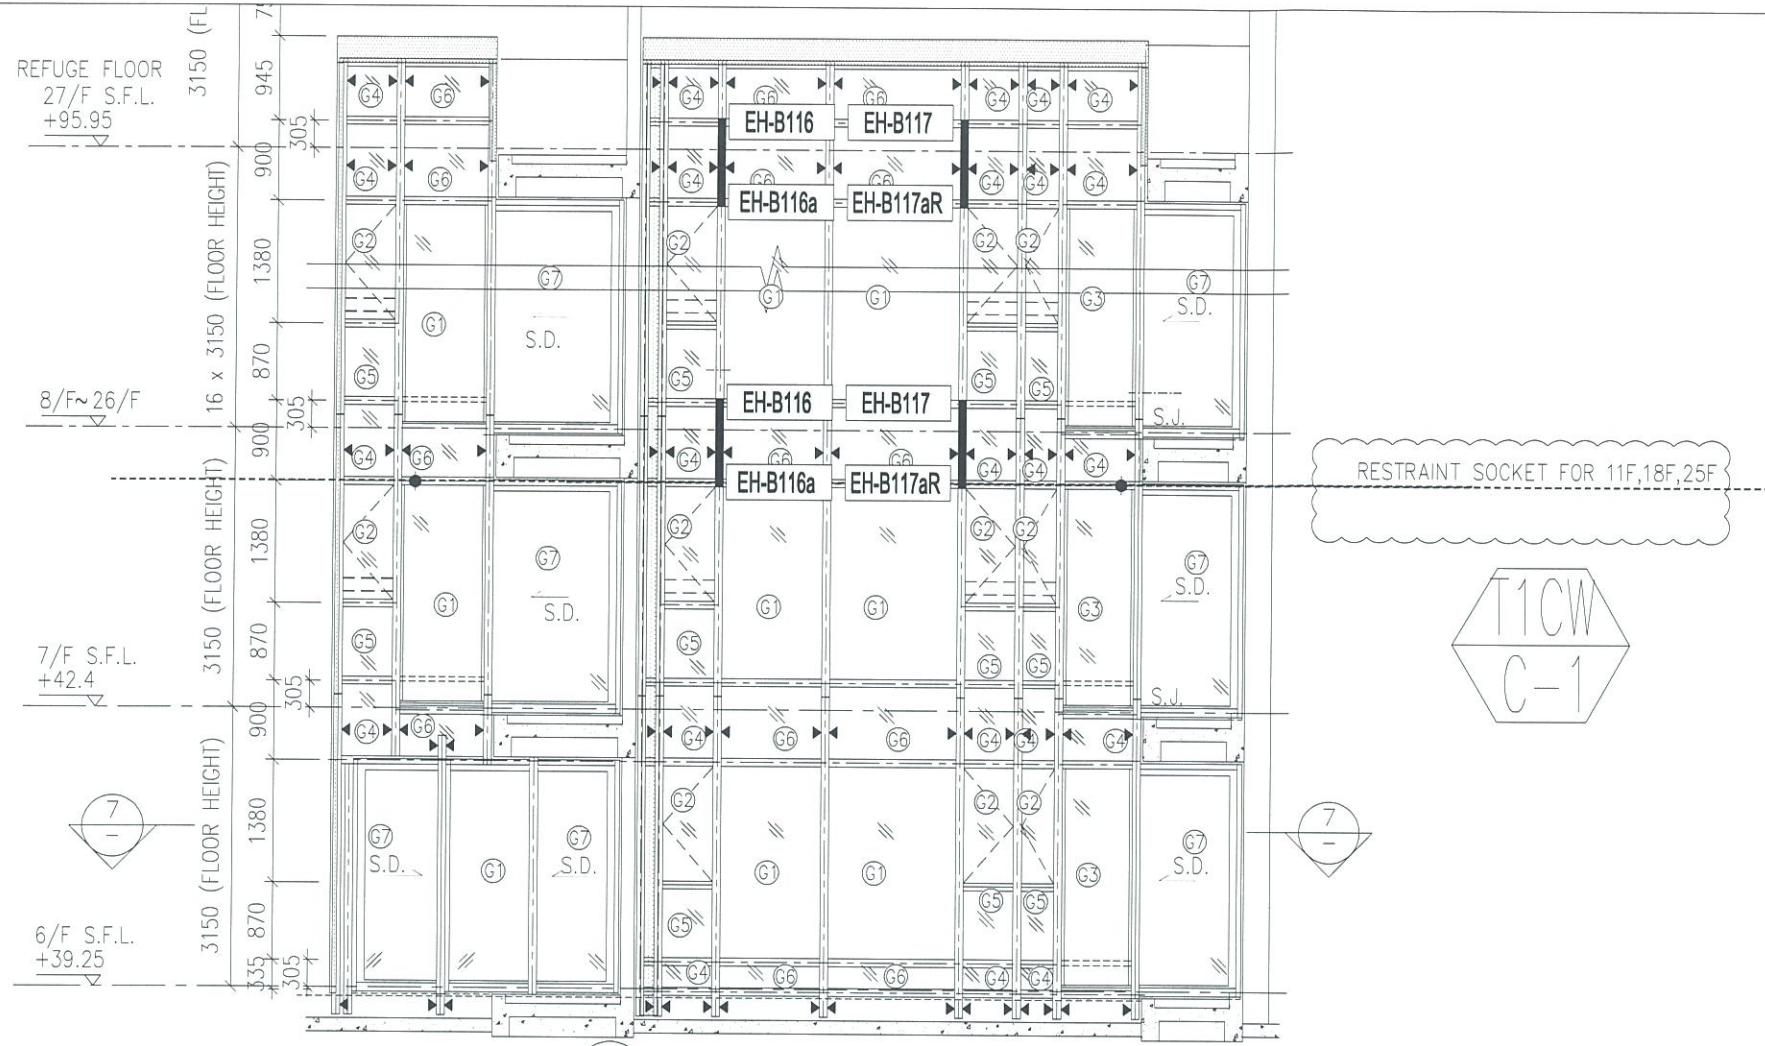 3150 (FL
945
REFUGE FLOOR
27/F S.F.L.
+95.95
305
900
G4 G6 G4 G6 G6 G4 G4 G4
EH-B116 EH-B117
G4 G6 G4 G6 G6 G4 G4 G4
EH-B116a EH-B117aR
16 x 3150 (FLOOR HEIGHT)
1380
G2 G7 G2 G2 G2 G7
G1 G1 G1 G3
S.D. S.D.
870
G5 G5 G5 G5
8/F~26/F
305
900
EH-B116 EH-B117
S.J.
G4 G6 G4 G6 G6 G4 G4 G4
EH-B116a EH-B117aR
RESTRAINT SOCKET FOR 11F,18F,25F
3150 (FLOOR HEIGHT)
1380
G2 G7 G2 G2 G2 G7
S.D. S.D.
G1 G1 G1 G3
T1CW
C-1
870
G5 G5 G5 G5
7/F S.F.L.
+42.4
305
S.J.
900
G4 G6 G4 G6 G6 G4 G4 G4
3150 (FLOOR HEIGHT)
1380
7
-
G2 G2 G2
7
-
G7 G7 G7
S.D. G1 S.D. G1 G1 G3 S.D.
870
G5 G5 G5
6/F S.F.L.
+39.25
335
305
G4 G6 G6 G4 G4